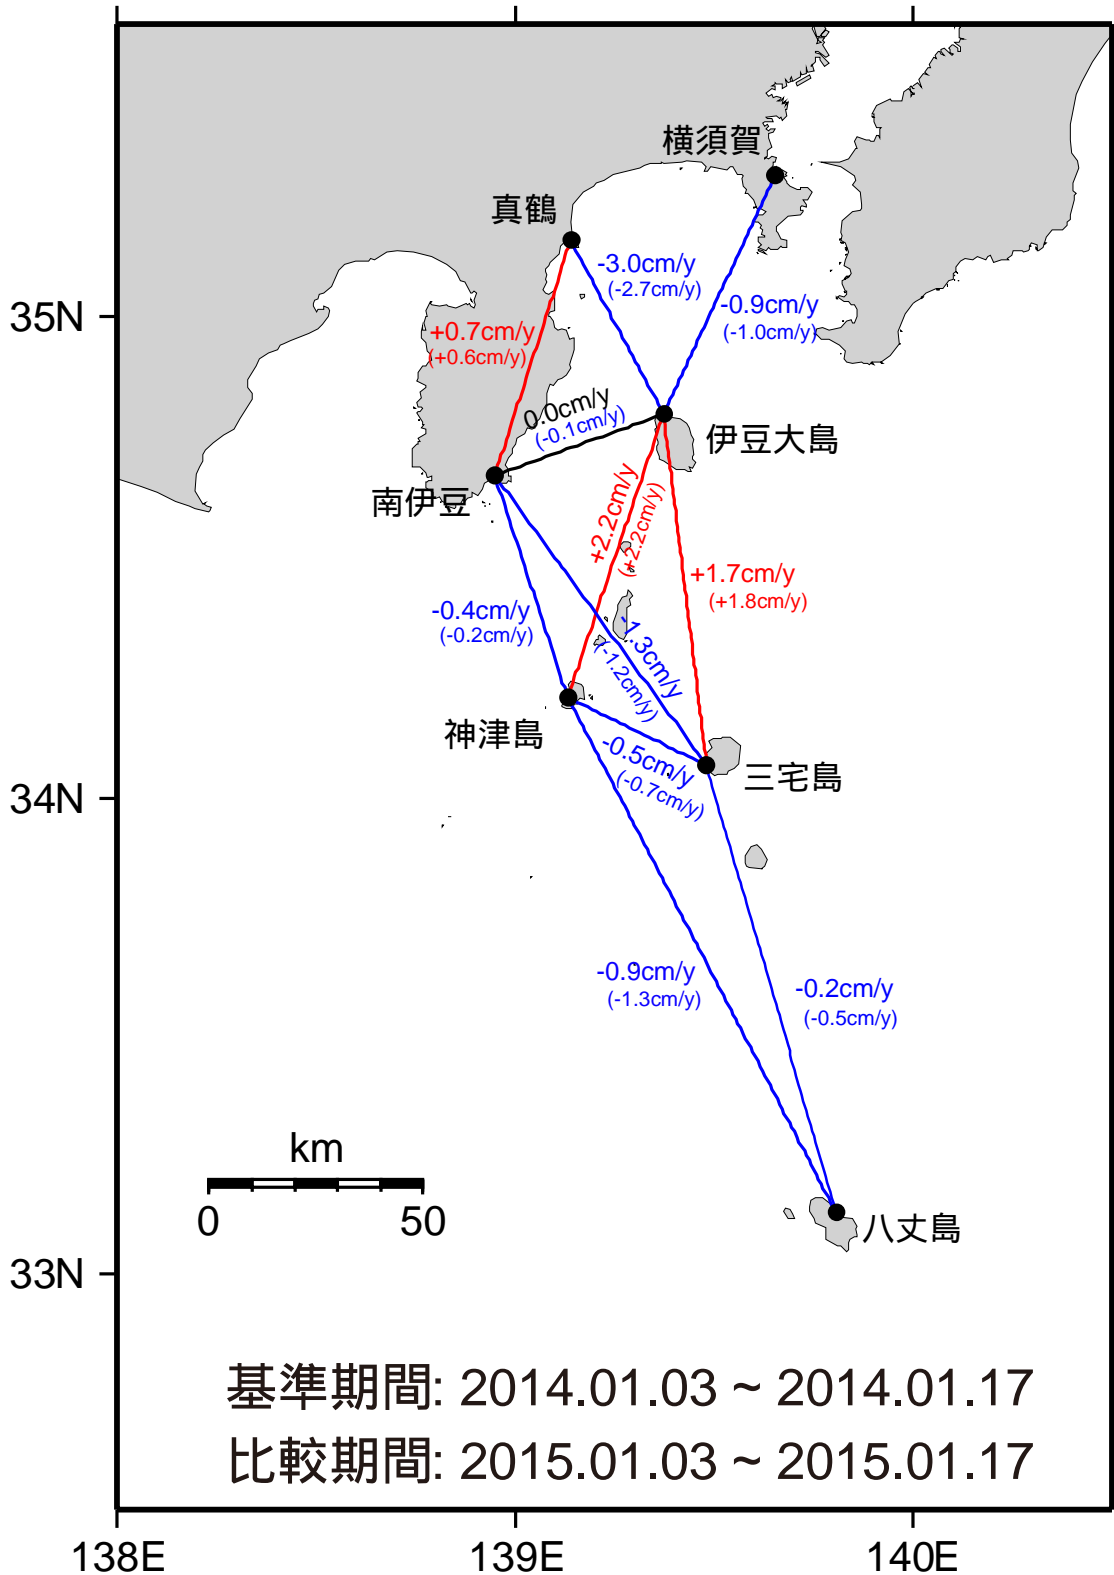 横須賀
真鶴
-3.0cm/y
(-2.7cm/y)
-0.9cm/y
(-1.0cm/y)
35N
+0.7cm/y
(+0.6cm/y)
0.0cm/y
(-0.1cm/y)
伊豆大島
南伊豆
+2.2cm/y
(+2.2cm/y)
+1.7cm/y
(+1.8cm/y)
-0.4cm/y
(-0.2cm/y)
-1.3cm/y
(-1.2cm/y)
神津島
-0.5cm/y
(-0.7cm/y)
三宅島
34N
-0.9cm/y
(-1.3cm/y)
-0.2cm/y
(-0.5cm/y)
km
0 50
八丈島
33N
基準期間: 2014.01.03 ~ 2014.01.17
比較期間: 2015.01.03 ~ 2015.01.17
138E 139E 140E